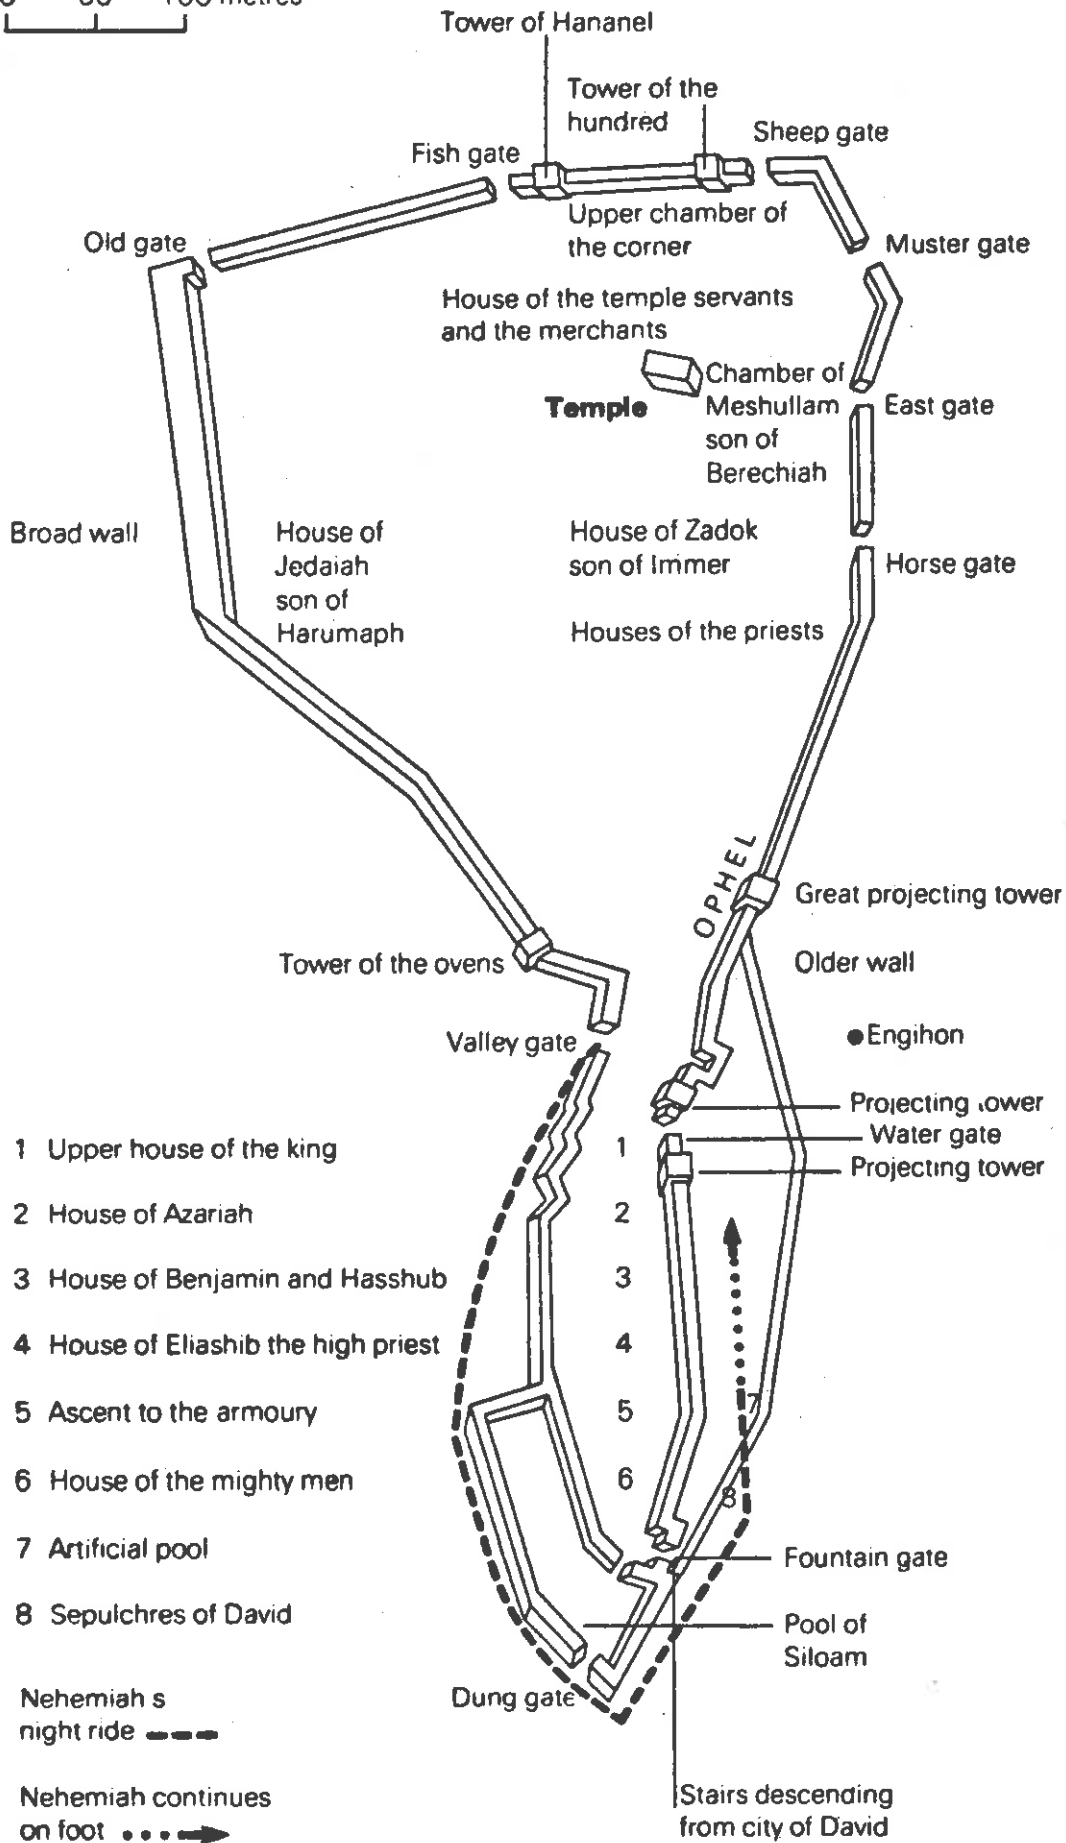 100 metres
Tower of Hananel
Tower of the
hundred
Sheep gate
Fish gate
Upper chamber of
the corner
Old gate
Muster gate
House of the temple servants
and the merchants
Chamber of
Meshullam
son of
Berechiah
Temple
East gate
Broad wall
House of
Jedaiah
son of
Harumaph
House of Zadok
son of Immer
Horse gate
Houses of the priests
OPHEL
Great projecting tower
Tower of the ovens
Older wall
Valley gate
Engihon
Projecting tower
Water gate
Projecting tower
1 Upper house of the king
2 House of Azariah
3 House of Benjamin and Hasshub
4 House of Eliashib the high priest
5 Ascent to the armoury
6 House of the mighty men
7 Artificial pool
8 Sepulchres of David
1
2
3
4
5
6
7
8
Fountain gate
Pool of
Siloam
Dung gate
Nehemiah s
night ride
Nehemiah continues
on foot
Stairs descending
from city of David